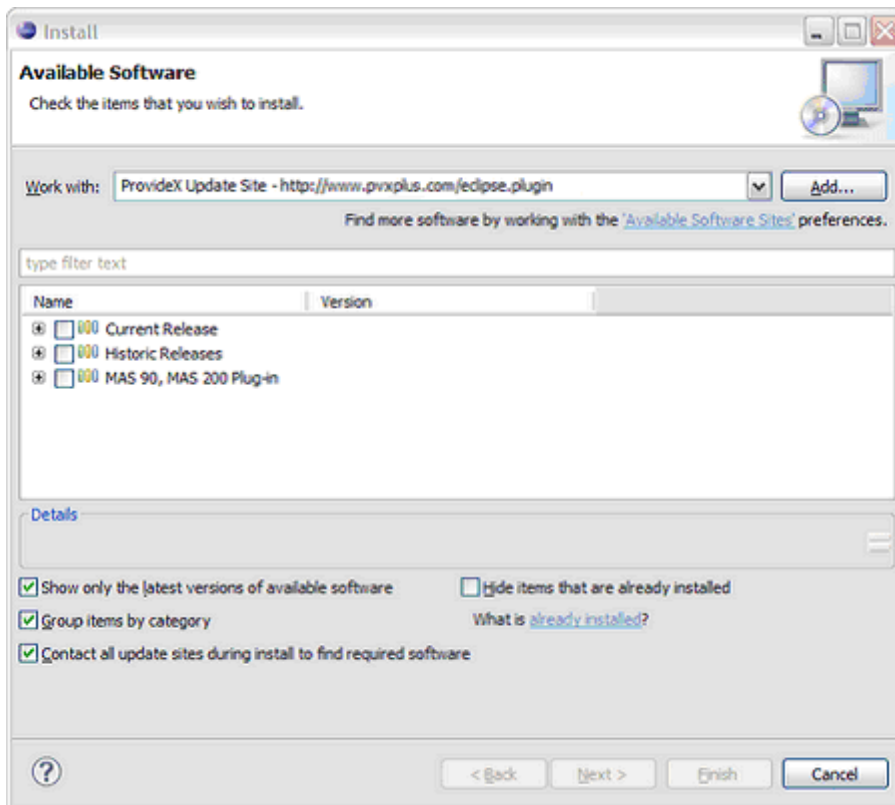 Install
Available Software
Check the items that you wish to install.
Work with: ProvideX Update Site - http://www.pvxplus.com/eclipse.plugin Add...
Find more software by working with the 'Available Software Sites' preferences.
type filter text
Name Version
Current Release
Historic Releases
MAS 90, MAS 200 Plug-in
Details
Show only the latest versions of available software Hide items that are already installed
Group items by category What is already installed?
Contact all update sites during install to find required software
? < Back Next > Finish Cancel